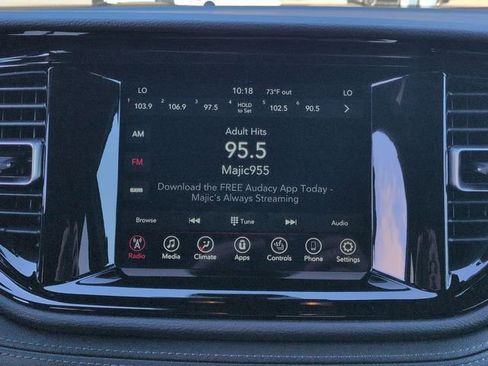 LO 10:18 73°F out LO
1 103.9 2 106.9 3 97.5 4 HOLD to Set 5 102.5 6 90.5
AM
Adult Hits
95.5
FM
Majic955
Download the FREE Audacy App Today -
Majic's Always Streaming
Browse Tune Audio
Radio Media Climate Apps Controls Phone Settings